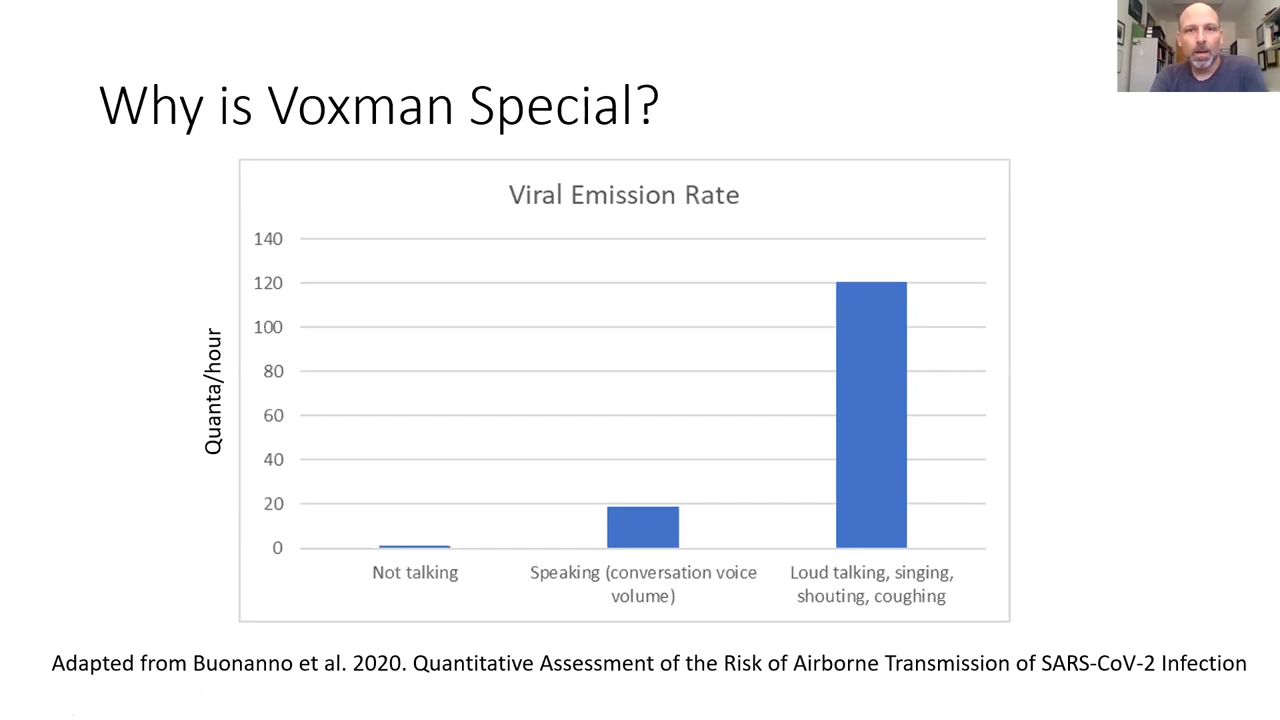 Why is Voxman Special?
Viral Emission Rate
140
120
100
80
60
40
20
0
Quanta/hour
Not talking
Speaking (conversation voice
volume)
Loud talking, singing,
shouting, coughing
Adapted from Buonanno et al. 2020. Quantitative Assessment of the Risk of Airborne Transmission of SARS-CoV-2 Infection